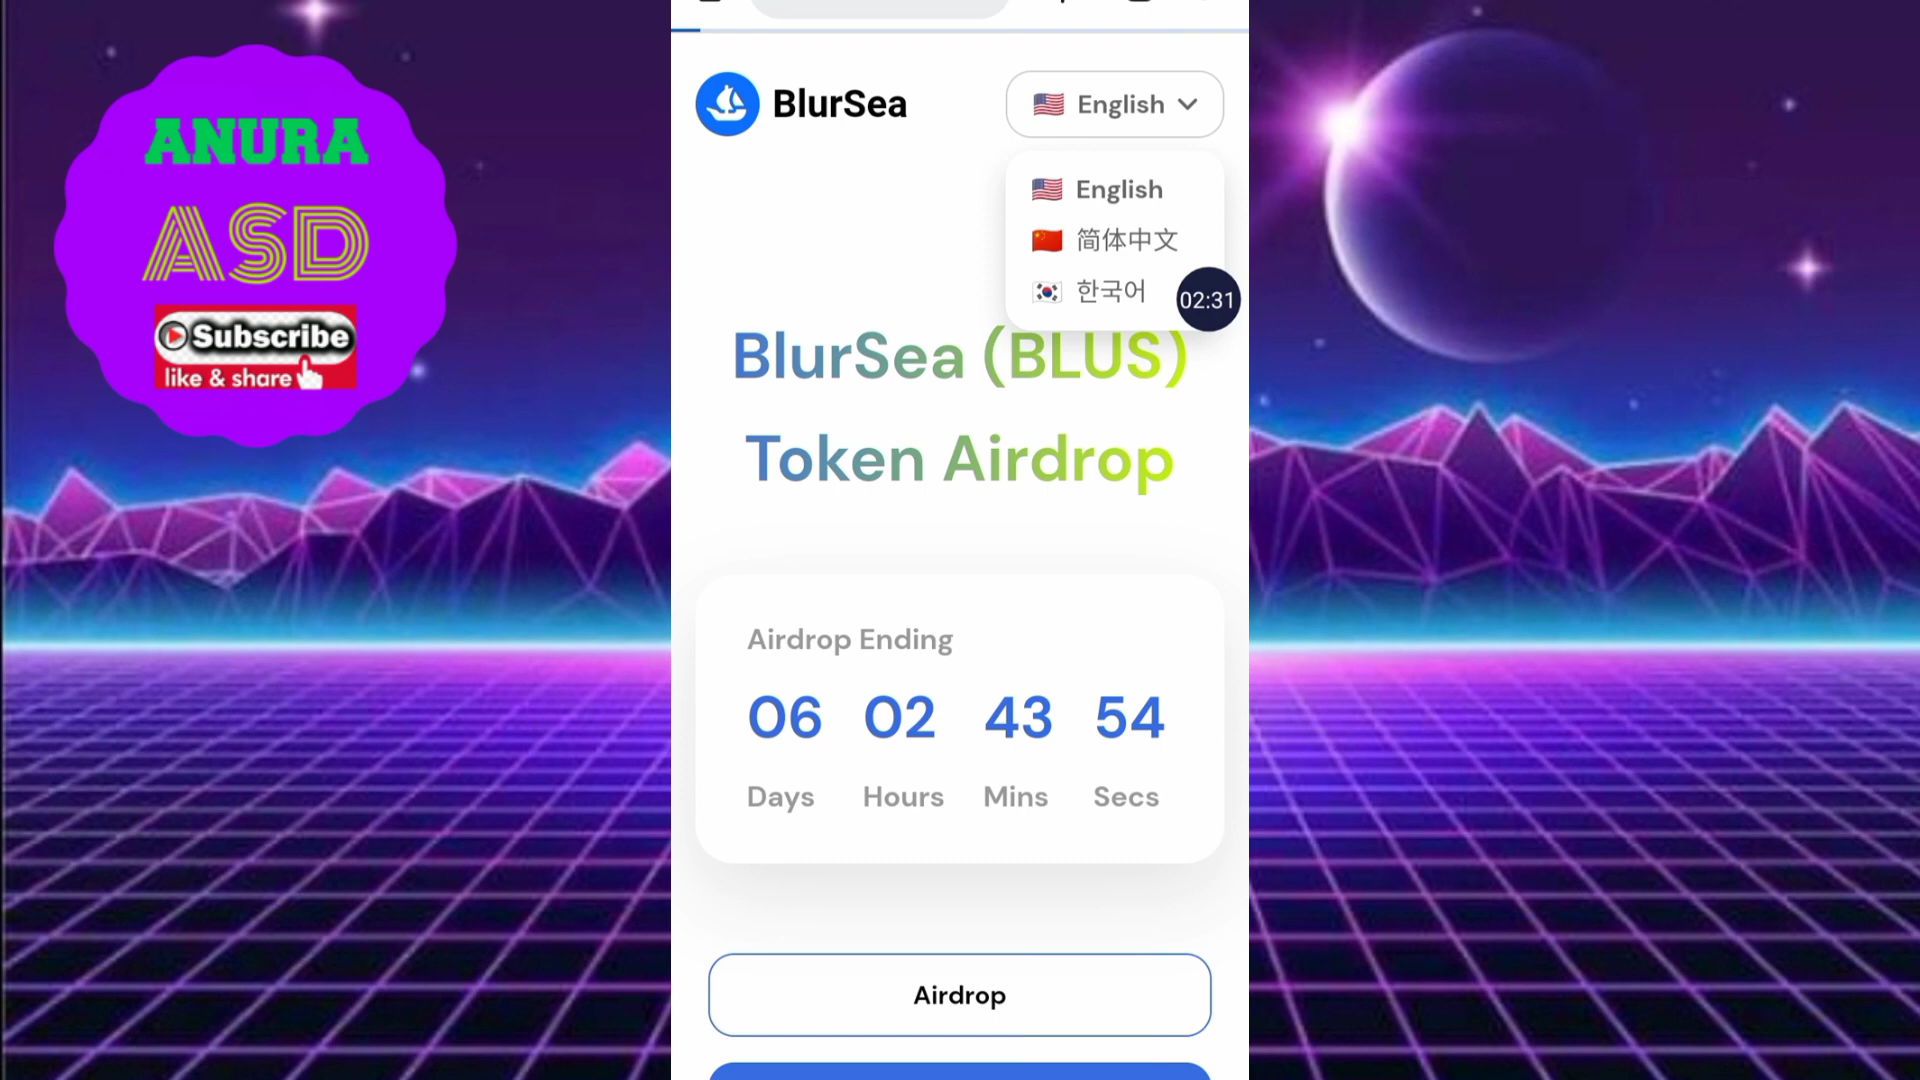 ANURA
ASD
Subscribe
like & share
BlurSea
English
English
简体中文
한국어
02:31
BlurSea (BLUS)
Token Airdrop
Airdrop Ending
06 02 43 54
Days Hours Mins Secs
Airdrop